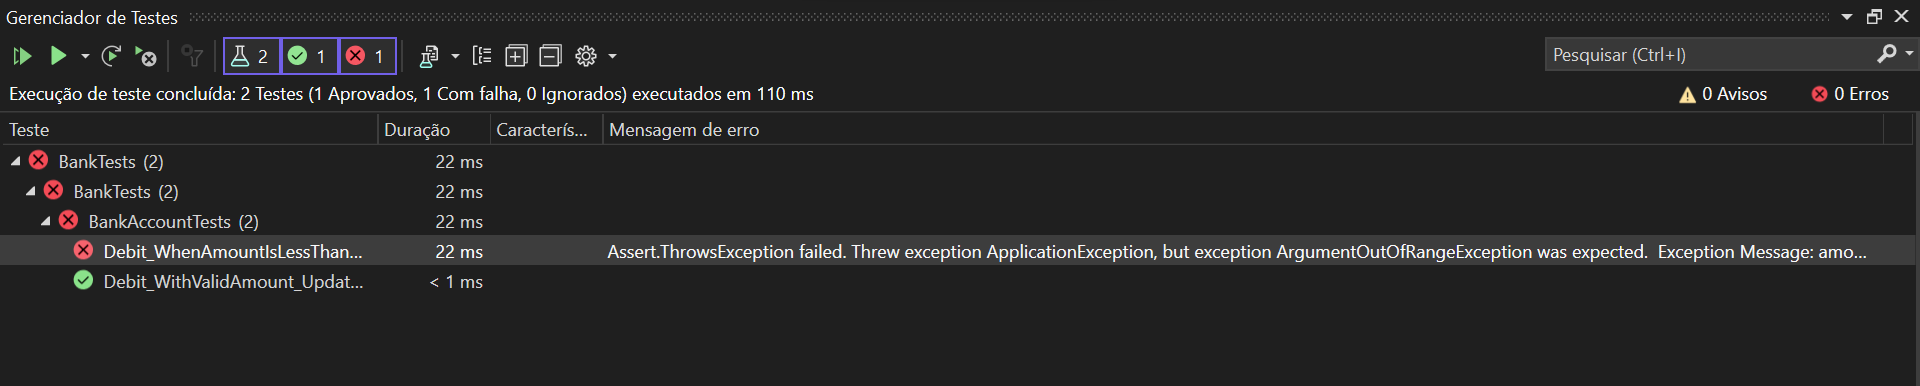 Gerenciador de Testes
2 1 1
Pesquisar (Ctrl+I)
Execução de teste concluída: 2 Testes (1 Aprovados, 1 Com falha, 0 Ignorados) executados em 110 ms 0 Avisos 0 Erros
Teste Duração Caracterís... Mensagem de erro
BankTests (2) 22 ms
BankTests (2) 22 ms
BankAccountTests (2) 22 ms
Debit_WhenAmountIsLessThan... 22 ms Assert.ThrowsException failed. Threw exception ApplicationException, but exception ArgumentOutOfRangeException was expected. Exception Message: amo...
Debit_WithValidAmount_Updat... < 1 ms